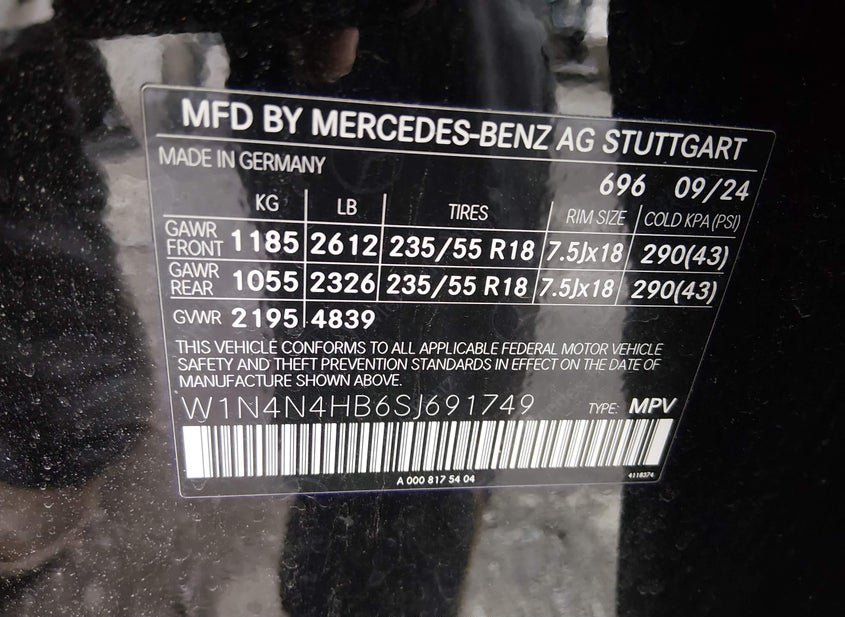 MFD BY MERCEDES-BENZ AG STUTTGART
MADE IN GERMANY
696 09/24
KG LB TIRES RIM SIZE COLD KPA (PSI)
GAWR FRONT 1185 2612 235/55 R18 7.5Jx18 290(43)
GAWR REAR 1055 2326 235/55 R18 7.5Jx18 290(43)
GVWR 2195 4839
THIS VEHICLE CONFORMS TO ALL APPLICABLE FEDERAL MOTOR VEHICLE
SAFETY AND THEFT PREVENTION STANDARDS IN EFFECT ON THE DATE OF
MANUFACTURE SHOWN ABOVE.
W1N4N4HB6SJ691749 TYPE: MPV
A 000 817 54 04 4118374